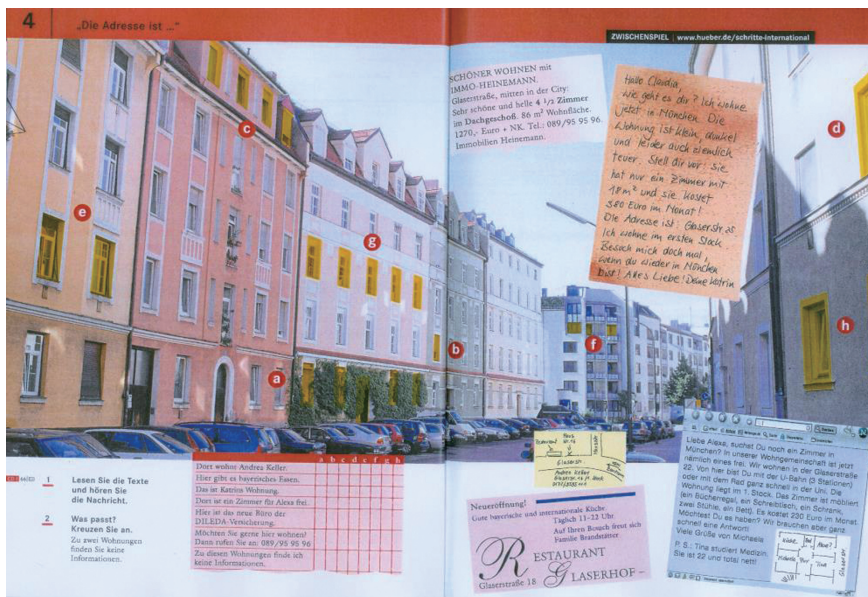 4
„Die Adresse ist ...“
ZWISCHENSPIEL | www.hueber.de/schritte-international
SCHÖNER WOHNEN mit
IMMO-HEINEMANN.
Glaserstraße, mitten in der City:
Sehr schöne und helle 4 1/2 Zimmer
im Dachgeschoß. 86 m² Wohnfläche.
1270,- Euro + NK. Tel.: 089/95 95 96.
Immobilien Heinemann.
Hallo Claudia,
wie geht es dir? Ich wohne
jetzt in München. Die
Wohnung ist klein, dunkel
und leider auch ziemlich
teuer. Stell dir vor: Sie
hat nur ein Zimmer mit
18 m² und sie kostet
580 Euro im Monat!
Die Adresse ist: Glaserstr.
Ich wohne im ersten Stock.
Besuch mich doch mal,
wenn du wieder in München
bist! Alles Liebe! Deine Katrin
c
d
e
g
h
b
f
a
1
Lesen Sie die Texte
und hören Sie
die Nachricht.
2
Was passt?
Kreuzen Sie an.
Zu zwei Wohnungen
finden Sie keine
Informationen.
a b c d e f g h
Dort wohnt Andrea Keller.
Hier gibt es bayerisches Essen.
Das ist Katrins Wohnung.
Dort ist ein Zimmer für Alexa frei.
Hier ist das neue Büro der
DILEDA-Versicherung.
Möchten Sie gerne hier wohnen?
Dann rufen Sie an: 089/95 95 96
Zu diesen Wohnungen finde ich
keine Informationen.
Glaserstr.
Andrea Keller
Neueröffnung!
Gute bayerische und internationale Küche
Täglich 11–22 Uhr
Auf Ihren Besuch freut sich
Familie Brandstätter
RESTAURANT
GLASERHOF
Glaserstraße 18
Liebe Alexa, suchst Du noch ein Zimmer in
München? In unserer Wohngemeinschaft ist jetzt
nämlich eines frei. Wir wohnen in der Glaserstraße
22. Von hier bist Du mit der U-Bahn (3 Stationen)
oder mit dem Rad ganz schnell in der Uni. Die
Wohnung liegt im 1. Stock. Das Zimmer ist möbliert
(ein Bücherregal, ein Schreibtisch, ein Schrank,
zwei Stühle, ein Bett). Es kostet 200 Euro im Monat.
Möchtest Du es haben? Wir brauchen aber ganz
schnell eine Antwort!
Viele Grüße von Michaela
P. S.: Tina studiert Medizin.
Sie ist 22 und total nett!
Küche
Bad
Alexa?
Michaela
Flur
Tina
Glaserstr.